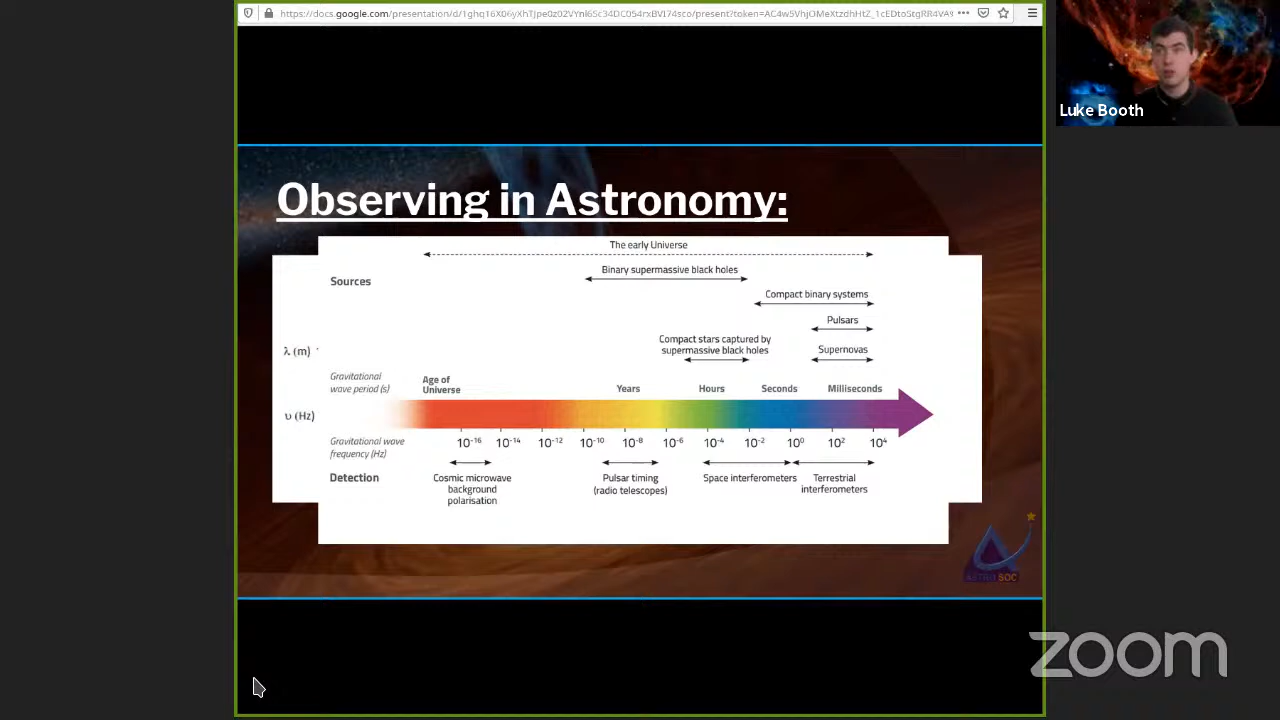 Luke Booth
Observing in Astronomy:
The early Universe
Binary supermassive black holes
Sources
Compact binary systems
Pulsars
Compact stars captured by
supermassive black holes
Supernovas
λ (m)
Gravitational
wave period (s)
Age of
Universe
Years
Hours
Seconds
Milliseconds
υ (Hz)
Gravitational wave
frequency (Hz)
10⁻¹⁶ 10⁻¹⁴ 10⁻¹² 10⁻¹⁰ 10⁻⁸ 10⁻⁶ 10⁻⁴ 10⁻² 10⁰ 10² 10⁴
Detection
Cosmic microwave
background
polarisation
Pulsar timing
(radio telescopes)
Space interferometers
Terrestrial
interferometers
ASTRO SOC
zoom